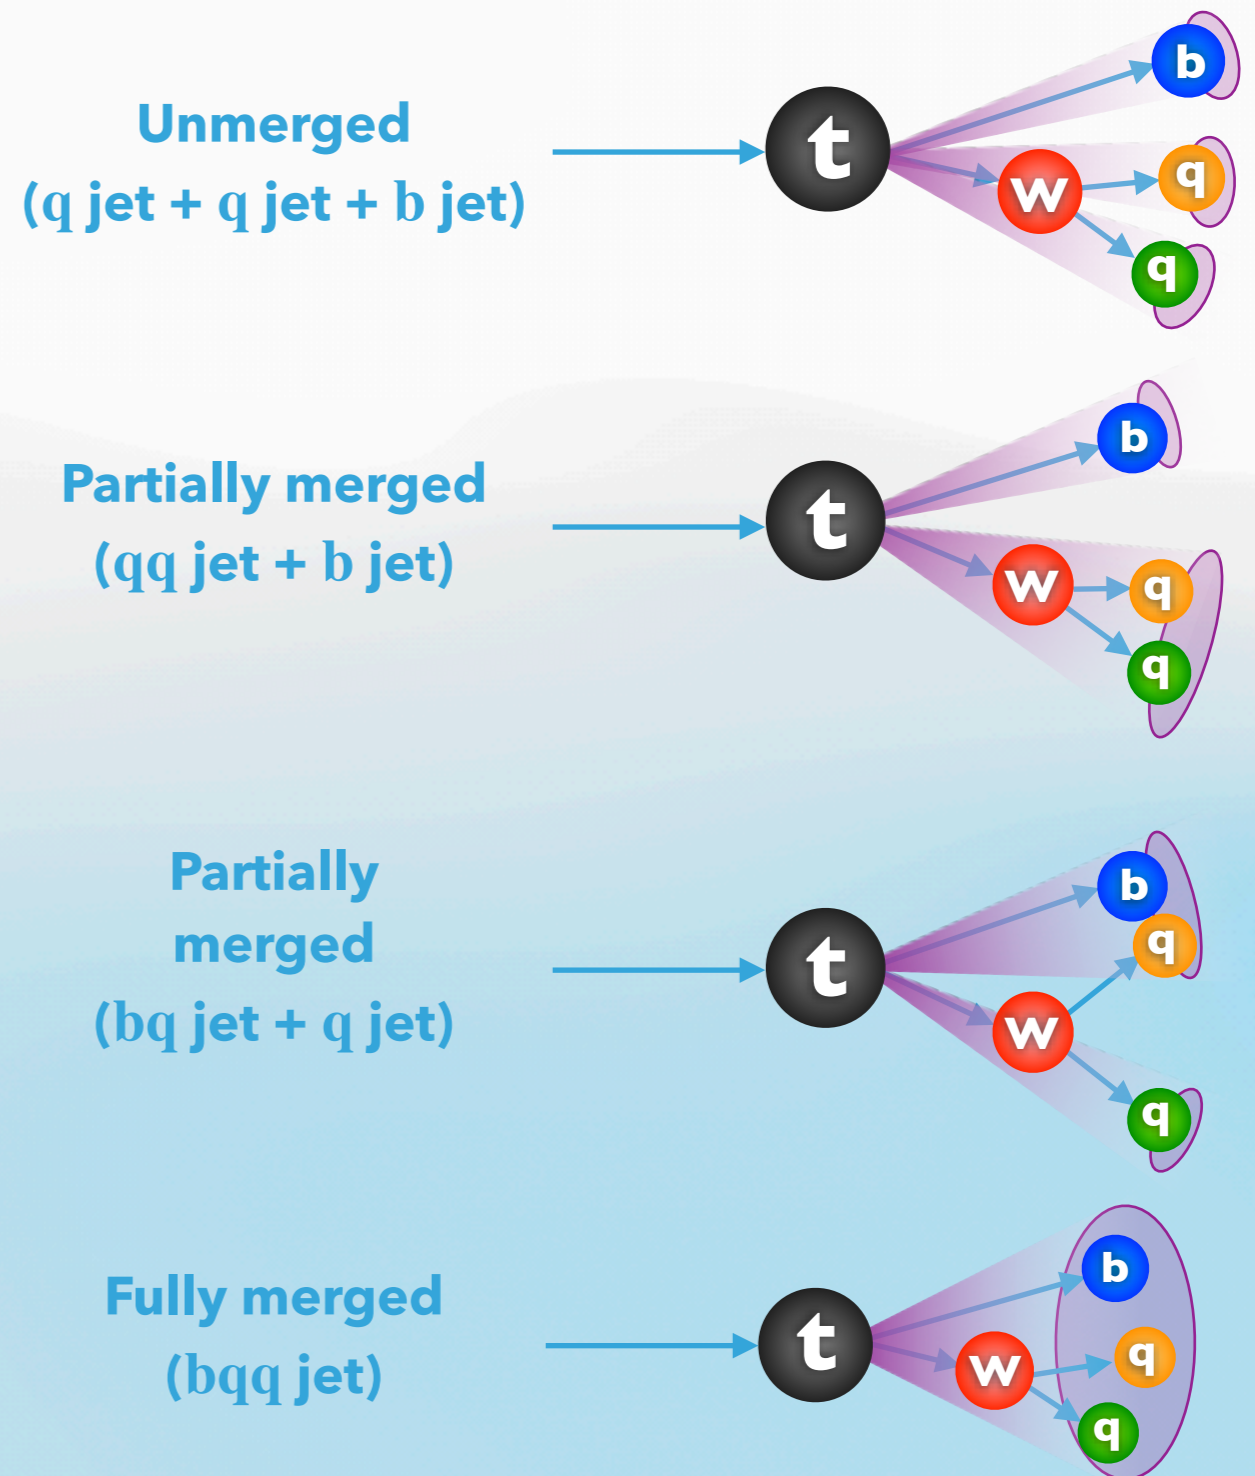 Unmerged
(q jet + q jet + b jet)
t
b
W
q
q
Partially merged
(qq jet + b jet)
t
b
W
q
q
Partially
merged
(bq jet + q jet)
t
b
q
W
q
Fully merged
(bqq jet)
t
b
W
q
q